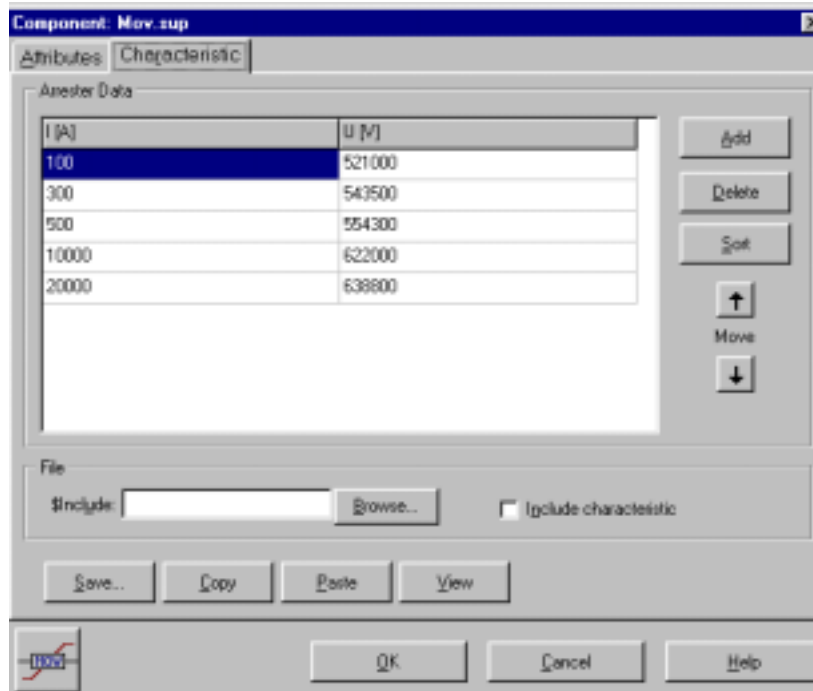 Component: Mov.sup
Attributes Characteristic
Arrester Data
I [A] U [V]
100 521000
300 543500
500 554300
10000 622000
20000 638800
Add
Delete
Sort
Move
File
$Include: Browse... Include characteristic
Save... Copy Paste View
MOV OK Cancel Help